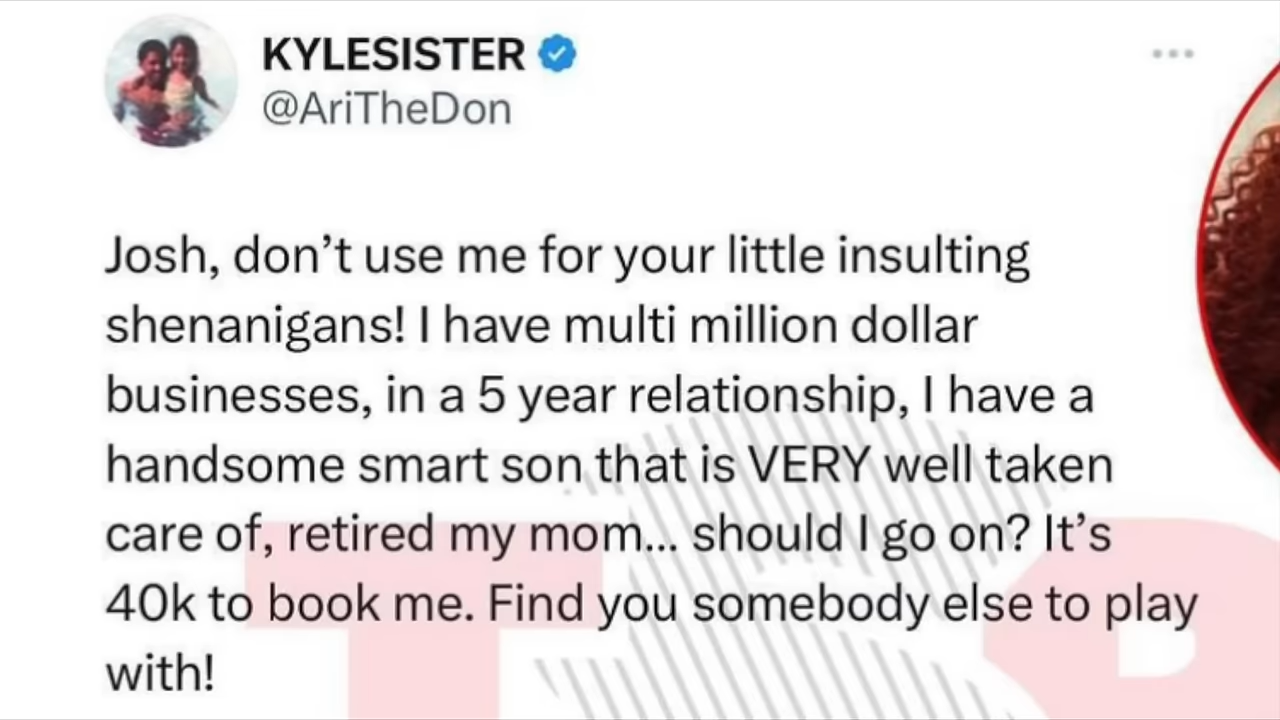 KYLESISTER
@AriTheDon
Josh, don’t use me for your little insulting
shenanigans! I have multi million dollar
businesses, in a 5 year relationship, I have a
handsome smart son that is VERY well taken
care of, retired my mom... should I go on? It’s
40k to book me. Find you somebody else to play
with!